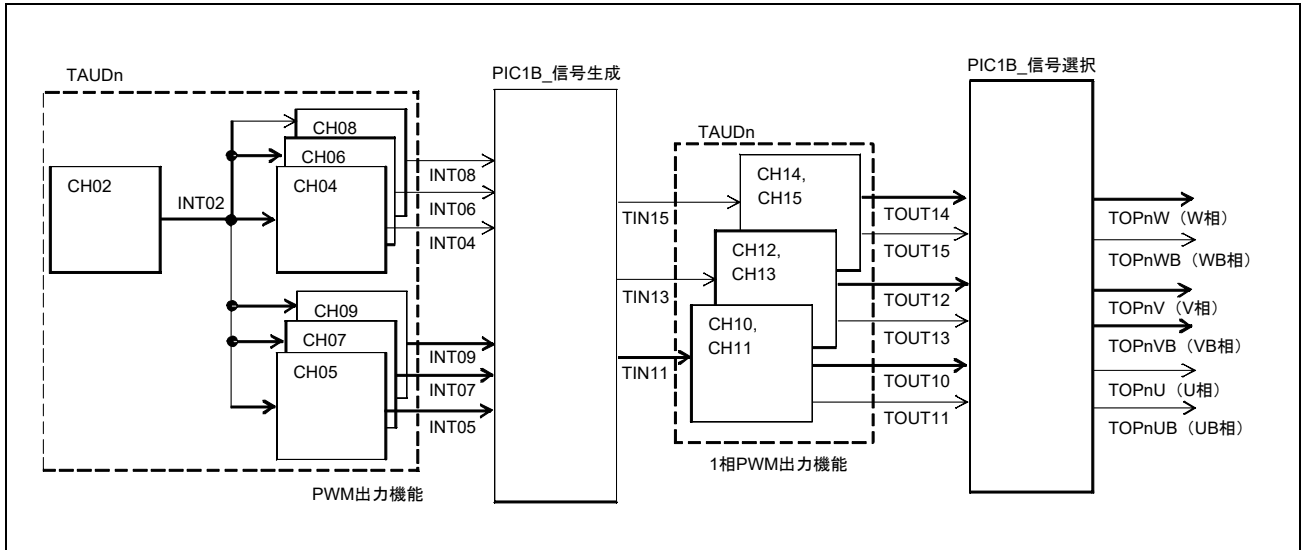 TAUDn
CH02
INT02
CH08
CH06
CH04
INT08
INT06
INT04
CH09
CH07
CH05
INT09
INT07
INT05
PWM出力機能
PIC1B_信号生成
TIN15
TIN13
TIN11
TAUDn
CH14,
CH15
CH12,
CH13
CH10,
CH11
1相PWM出力機能
TOUT14
TOUT15
TOUT12
TOUT13
TOUT10
TOUT11
PIC1B_信号選択
TOPnW（W相）
TOPnWB（WB相）
TOPnV（V相）
TOPnVB（VB相）
TOPnU（U相）
TOPnUB（UB相）